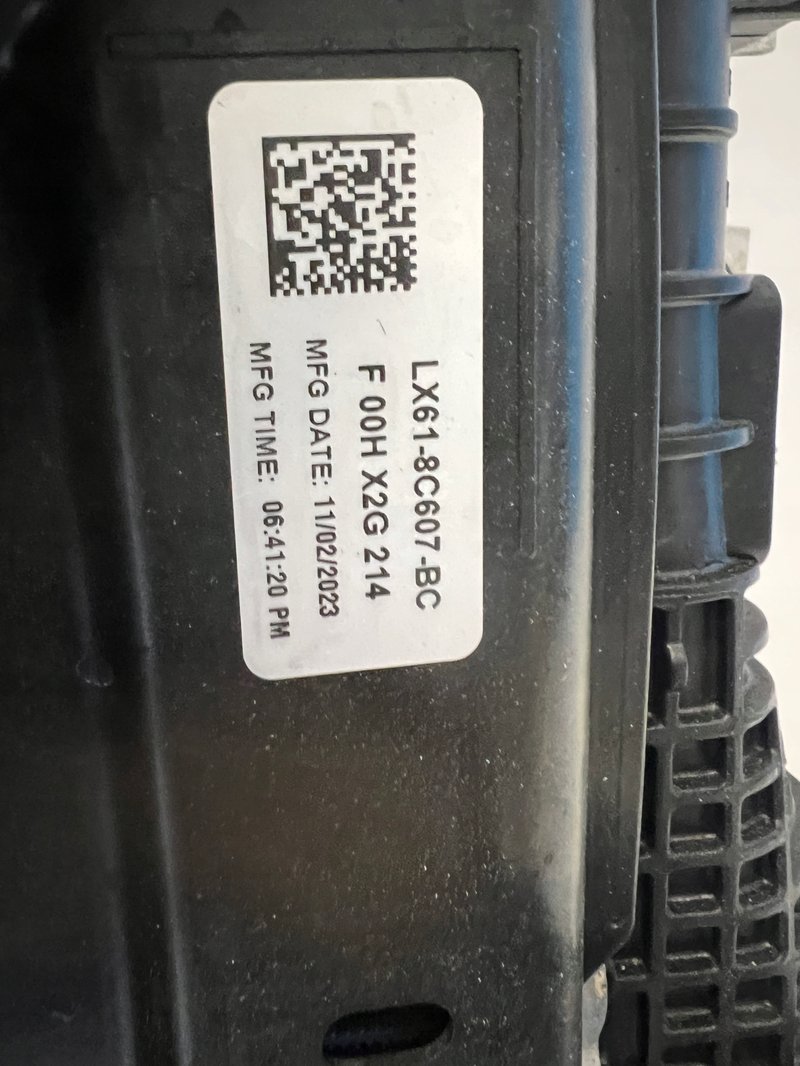 LX61-8C607-BC
F 00H X2G 214
MFG DATE: 11/02/2023
MFG TIME: 06:41:20 PM